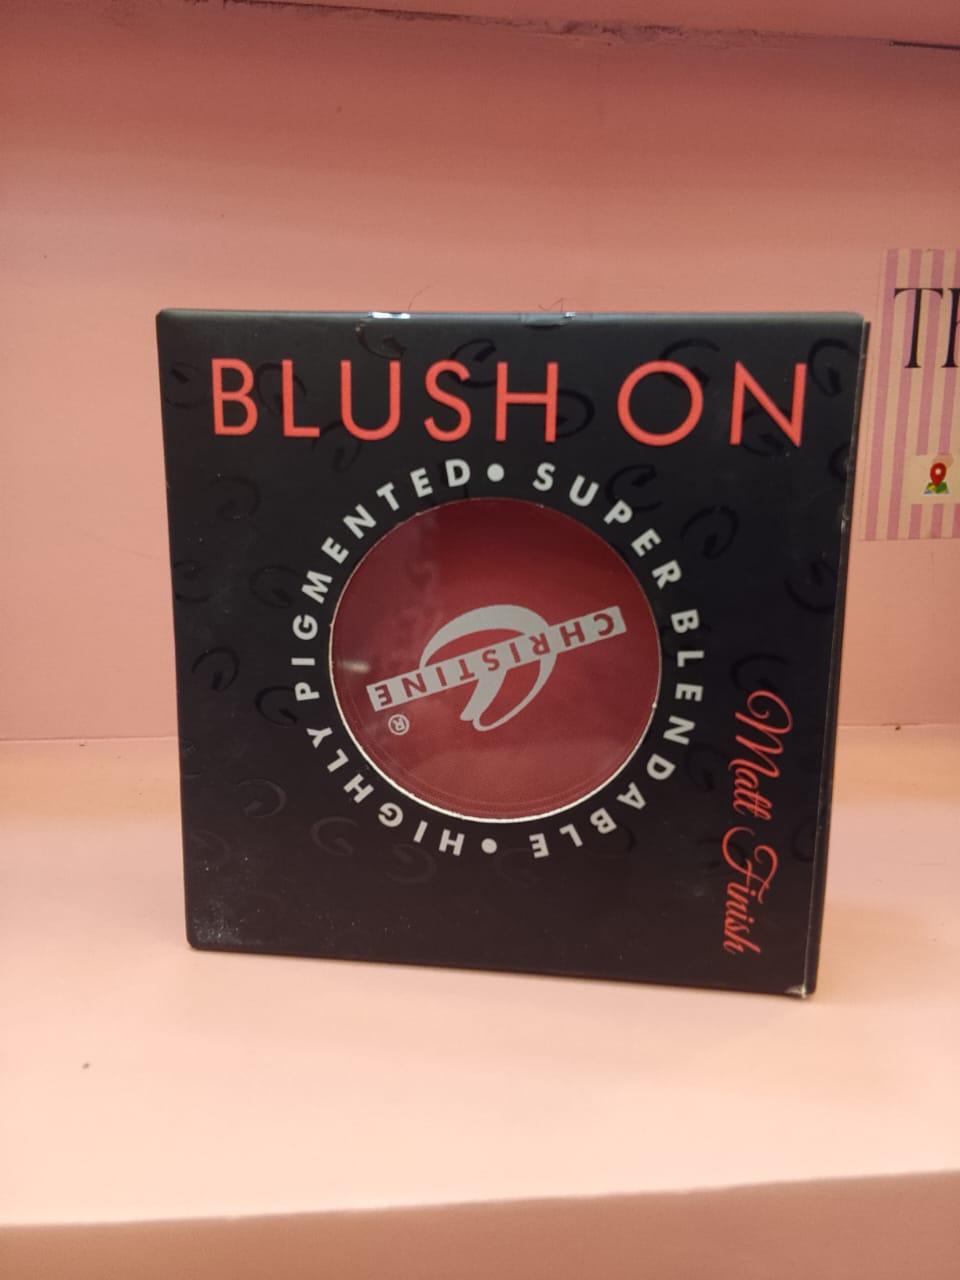 BLUSH ON
HIGHLY PIGMENTED • SUPER BLENDABLE •
CHRISTINE
®
Matt Finish